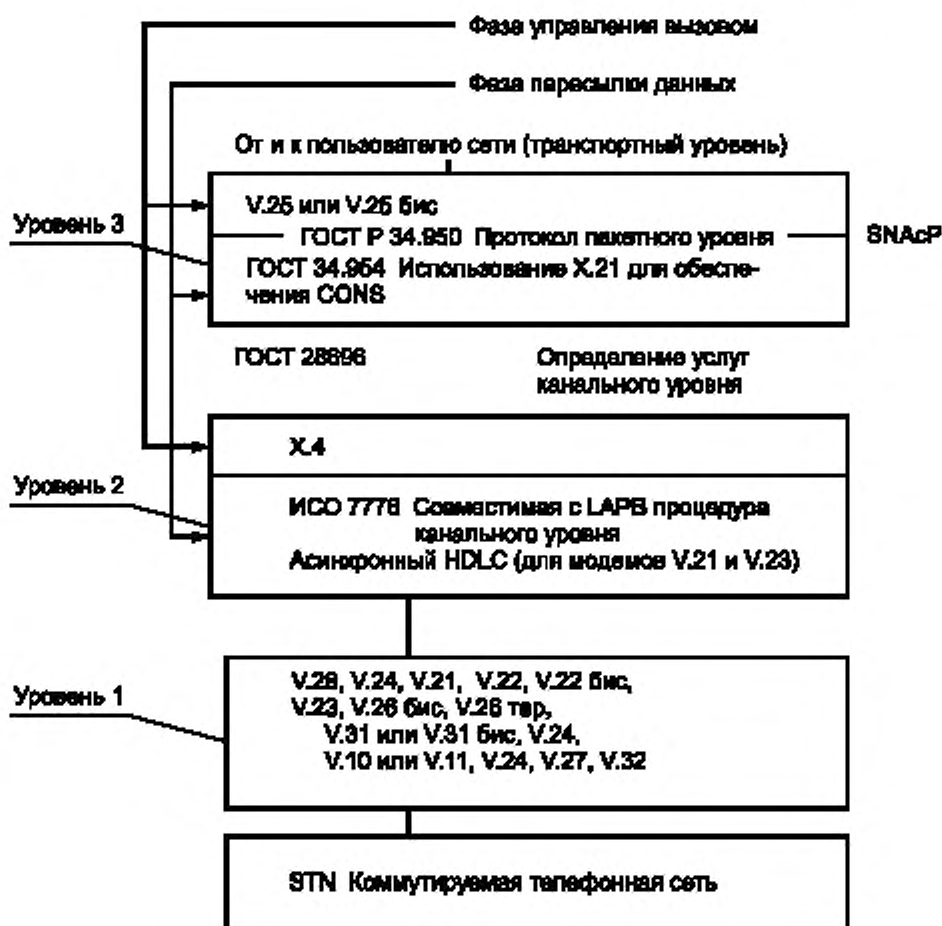 Фаза управления вызовом
Фаза пересылки данных
От и к пользователю сети (транспортный уровень)
V.25 или V.25 бис
Уровень 3
ГОСТ Р 34.950 Протокол пакетного уровня
SNAcP
ГОСТ 34.954 Использование X.21 для обеспе-
чения CONS
ГОСТ 28696
Определение услуг
канального уровня
X.4
Уровень 2
ИСО 7776 Совместимая с LAPB процедура
канального уровня
Асинхронный HDLC (для модемов V.21 и V.23)
V.28, V.24, V.21, V.22, V.22 бис,
Уровень 1
V.23, V.26 бис, V.26 тер,
V.31 или V.31 бис, V.24,
V.10 или V.11, V.24, V.27, V.32
STN Коммутируемая телефонная сеть